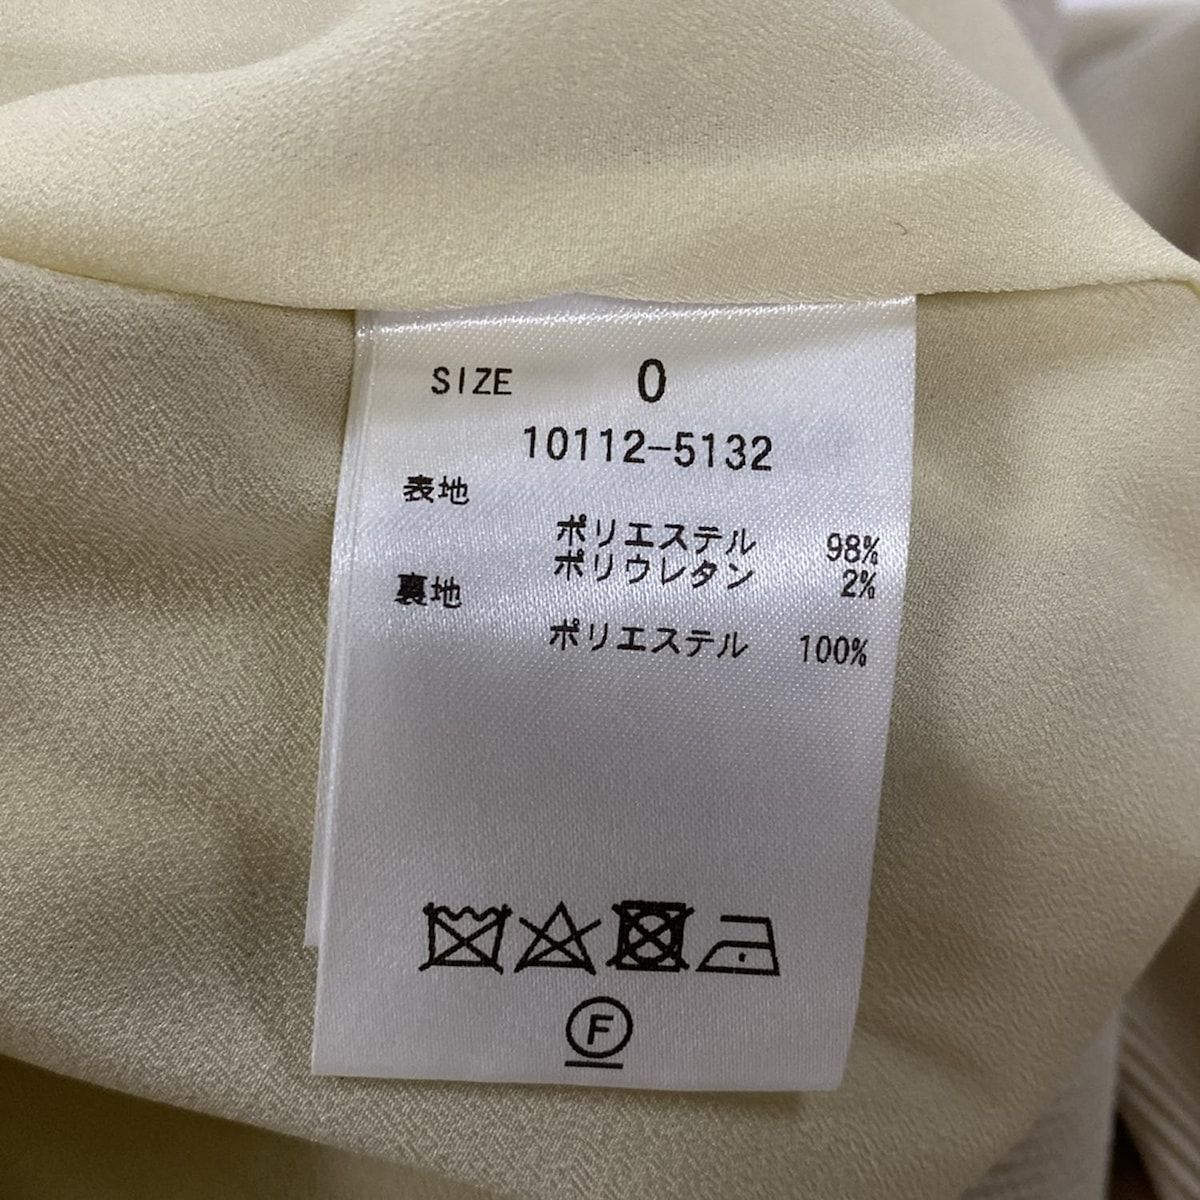 SIZE 0
10112-5132
表地
ポリエステル 98%
ポリウレタン 2%
裏地
ポリエステル 100%
F